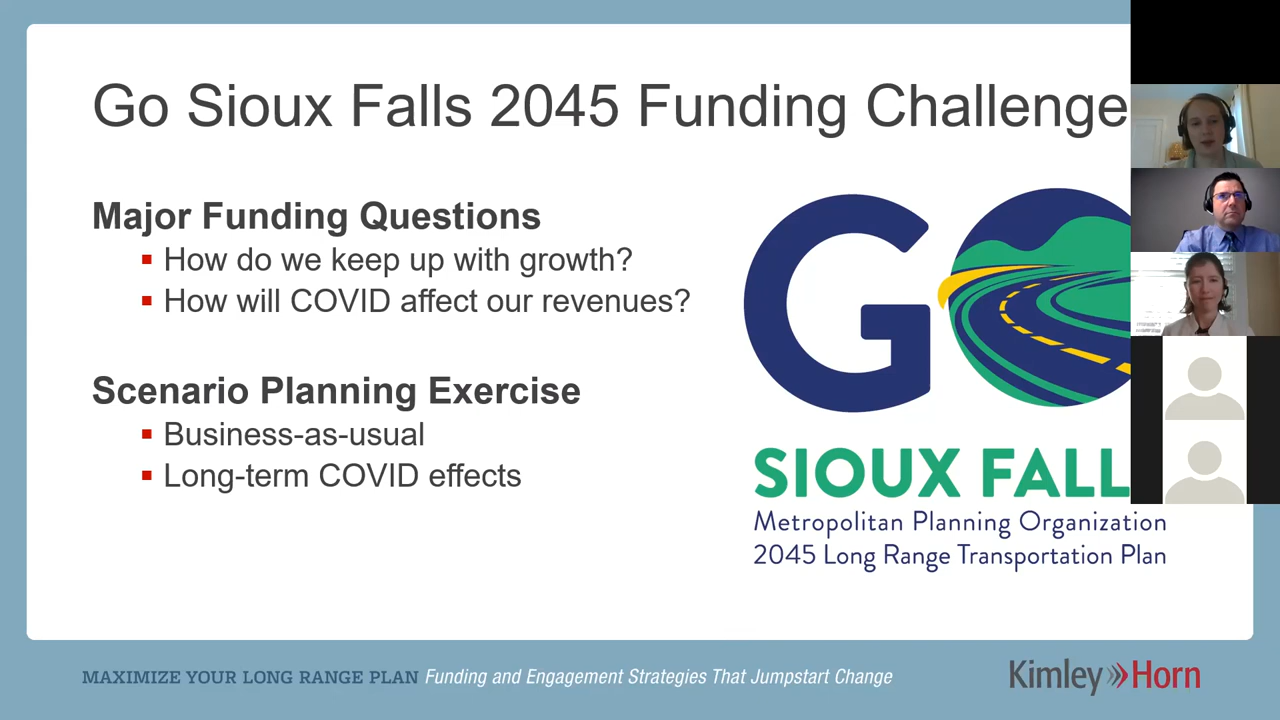 Go Sioux Falls 2045 Funding Challenge
Major Funding Questions
How do we keep up with growth?
How will COVID affect our revenues?
Scenario Planning Exercise
Business-as-usual
Long-term COVID effects
GO
SIOUX FALL
Metropolitan Planning Organization
2045 Long Range Transportation Plan
MAXIMIZE YOUR LONG RANGE PLAN Funding and Engagement Strategies That Jumpstart Change
Kimley Horn